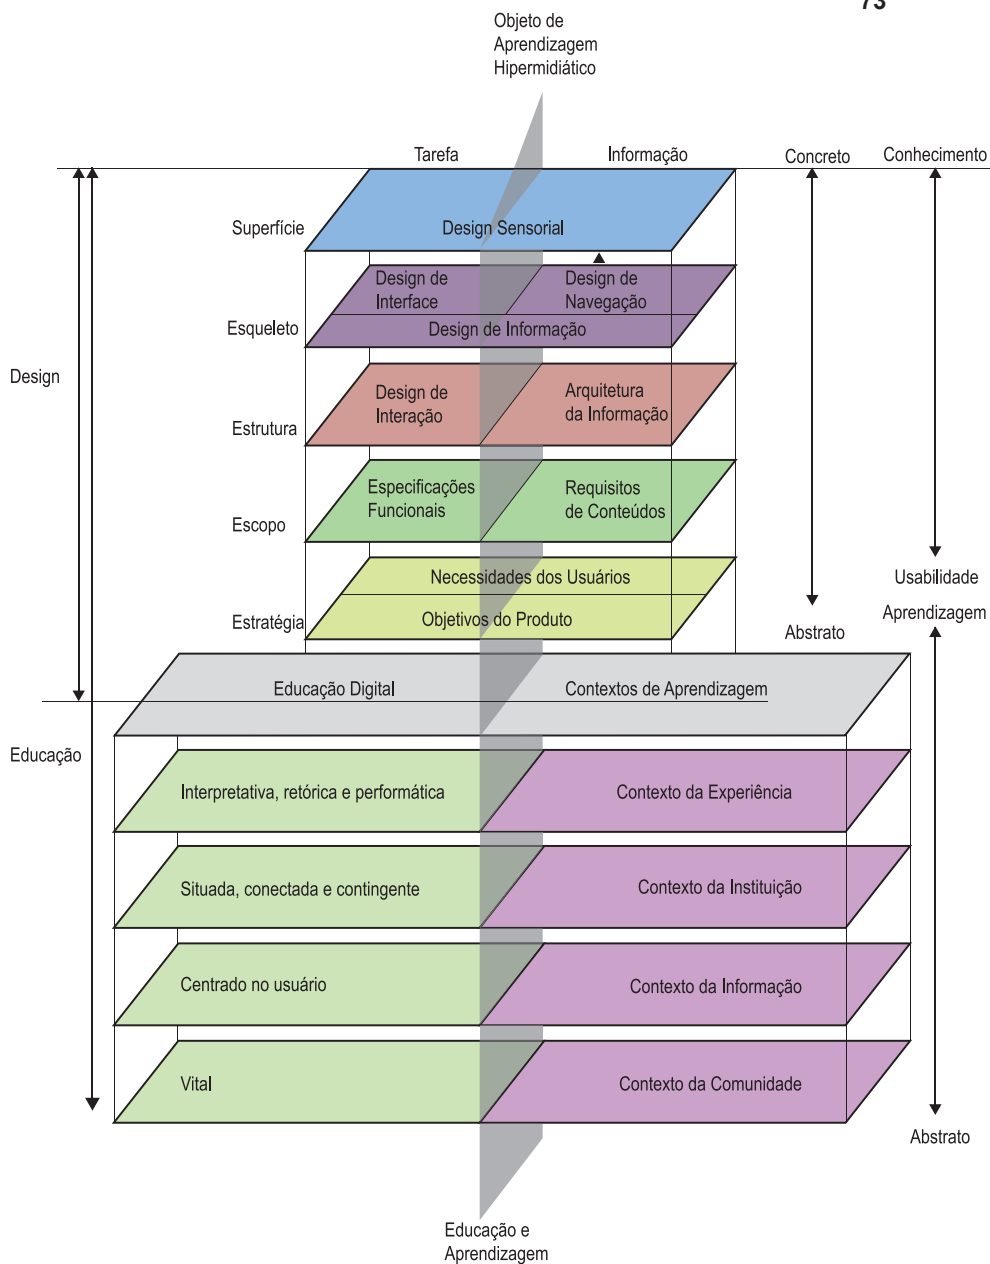 73
Objeto de
Aprendizagem
Hipermidiático
Tarefa
Informação
Concreto
Conhecimento
Superfície
Design Sensorial
Design de
Interface
Design de
Navegação
Esqueleto
Design de Informação
Design
Design de
Interação
Arquitetura
da Informação
Estrutura
Especificações
Funcionais
Requisitos
de Conteúdos
Escopo
Necessidades dos Usuários
Usabilidade
Estratégia
Objetivos do Produto
Aprendizagem
Abstrato
Educação Digital
Contextos de Aprendizagem
Educação
Interpretativa, retórica e performática
Contexto da Experiência
Situada, conectada e contingente
Contexto da Instituição
Centrado no usuário
Contexto da Informação
Vital
Contexto da Comunidade
Abstrato
Educação e
Aprendizagem